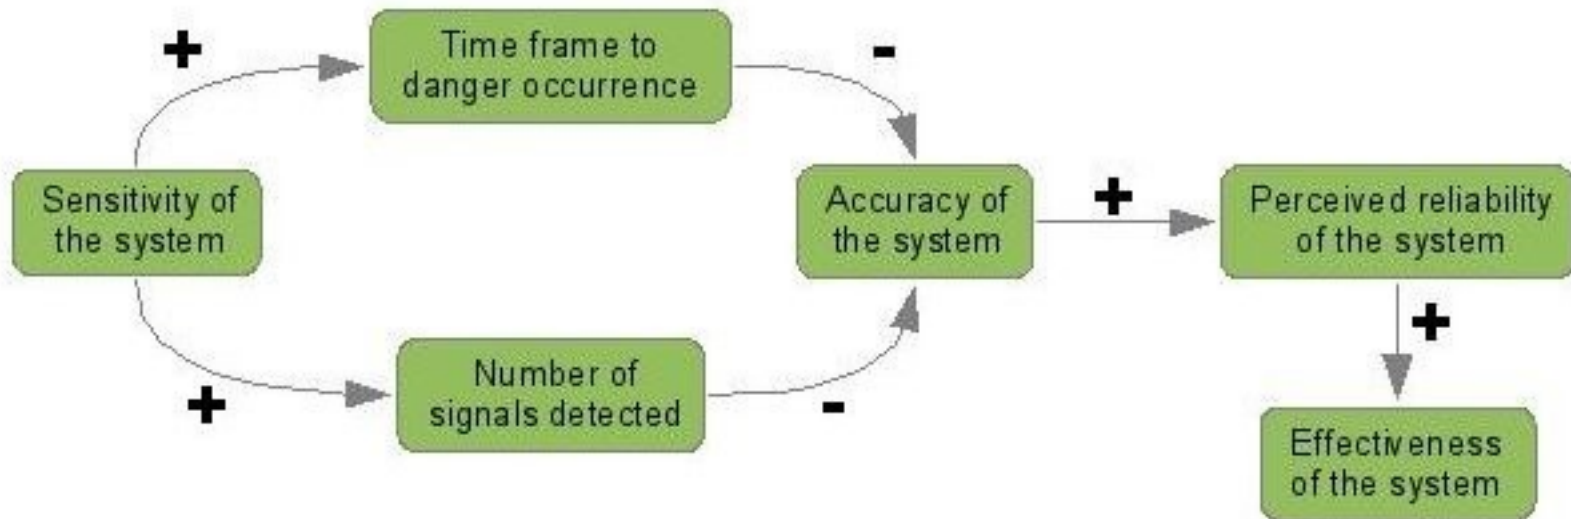 +
Time frame to
danger occurrence
-
Sensitivity of
the system
Accuracy of
the system
+
Perceived reliability
of the system
+
Number of
signals detected
-
+
Effectiveness
of the system